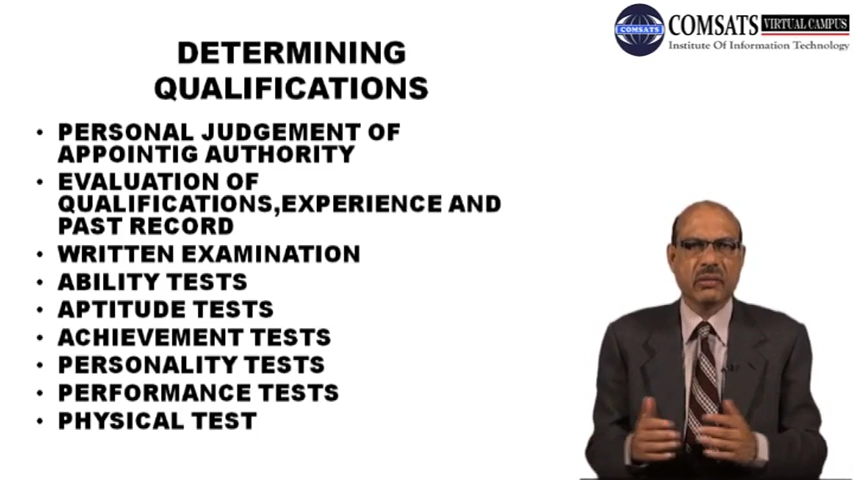 COMSATS
COMSATS VIRTUAL CAMPUS
Institute Of Information Technology
DETERMINING
QUALIFICATIONS
• PERSONAL JUDGEMENT OF
APPOINTIG AUTHORITY
• EVALUATION OF
QUALIFICATIONS,EXPERIENCE AND
PAST RECORD
• WRITTEN EXAMINATION
• ABILITY TESTS
• APTITUDE TESTS
• ACHIEVEMENT TESTS
• PERSONALITY TESTS
• PERFORMANCE TESTS
• PHYSICAL TEST